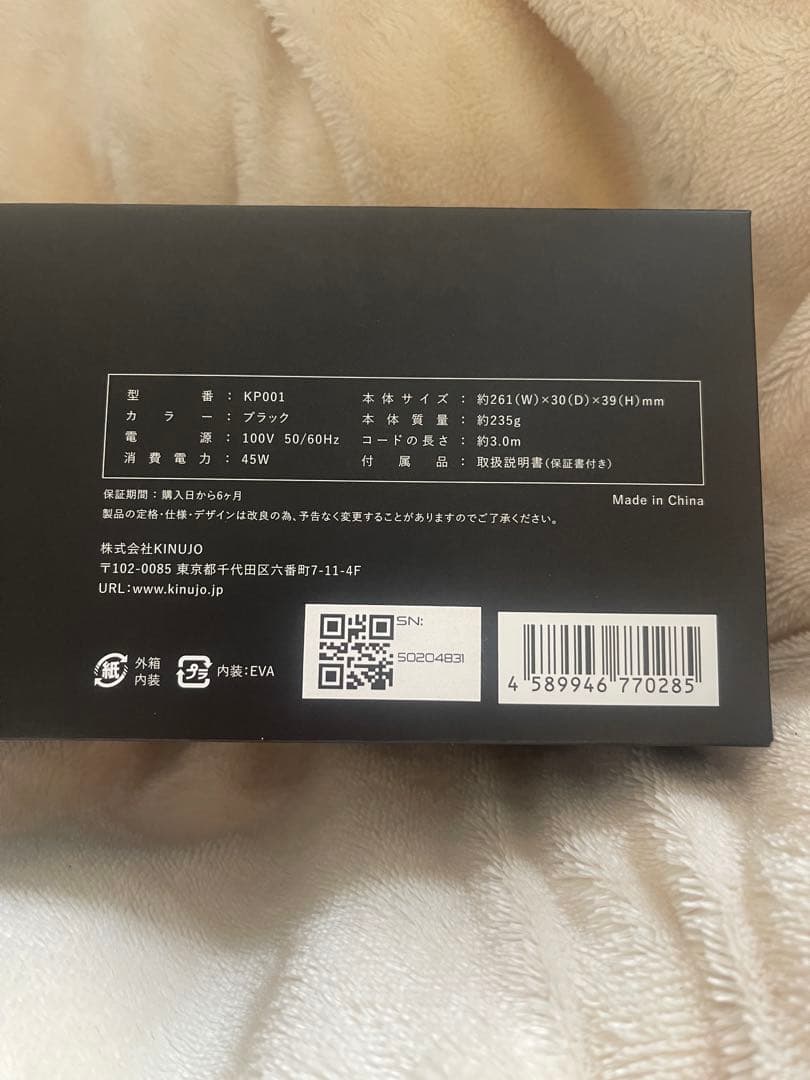 型番：KP001
カラー：ブラック
電源：100V 50/60Hz
消費電力：45W
本体サイズ：約261(W)×30(D)×39(H)mm
本体質量：約235g
コードの長さ：約3.0m
付属品：取扱説明書(保証書付き)
保証期間：購入日から6ヶ月
製品の定格・仕様・デザインは改良の為、予告なく変更することがありますのでご了承ください。
Made in China
株式会社KINUJO
〒102-0085 東京都千代田区六番町7-11-4F
URL:www.kinujo.jp
紙
外箱
内装
プラ
内装:EVA
SN:
50204831
4 589946 770285